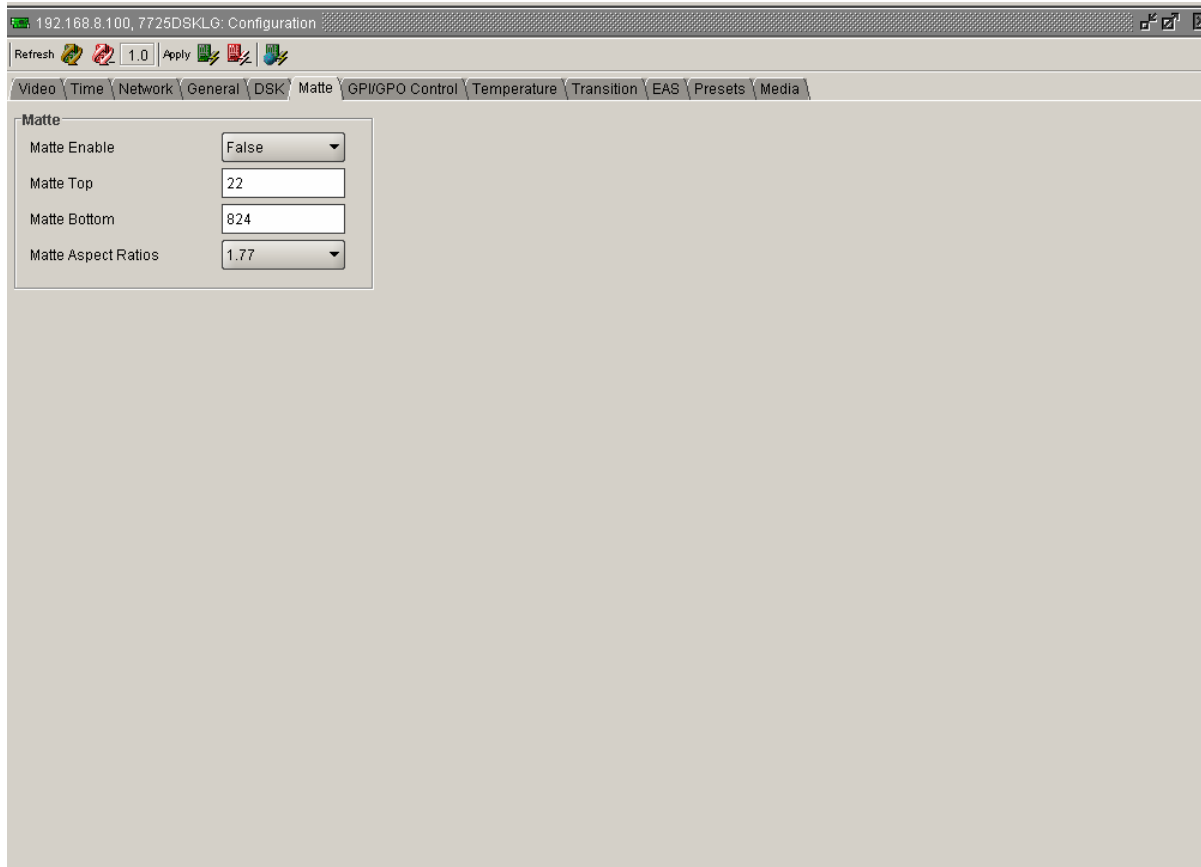 192.168.8.100, 7725DSKLG: Configuration
Refresh 1.0 Apply
Video Time Network General DSK Matte GPI/GPO Control Temperature Transition EAS Presets Media
Matte
Matte Enable False
Matte Top 22
Matte Bottom 824
Matte Aspect Ratios 1.77